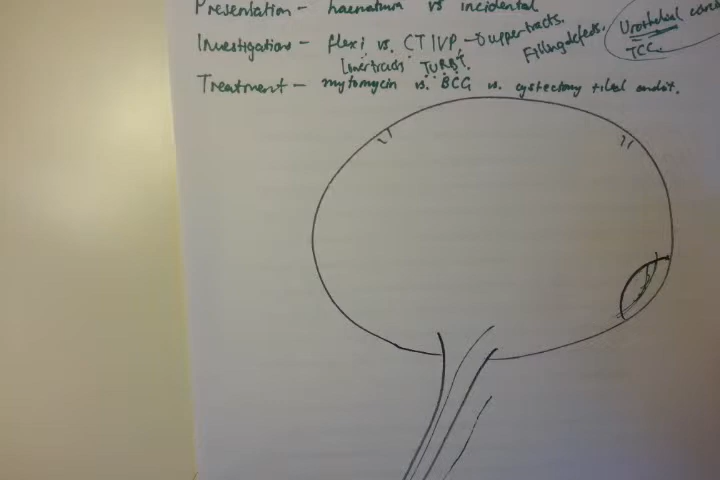 Presentation - haematuria vs incidental
Investigation - flexi vs. CT IVP - upper tracts.
Filling defects.
Lower tracts TURBT.
Urothelial
TCC.
Treatment - mytomycin vs. BCG vs. cystectomy + ileal condit.